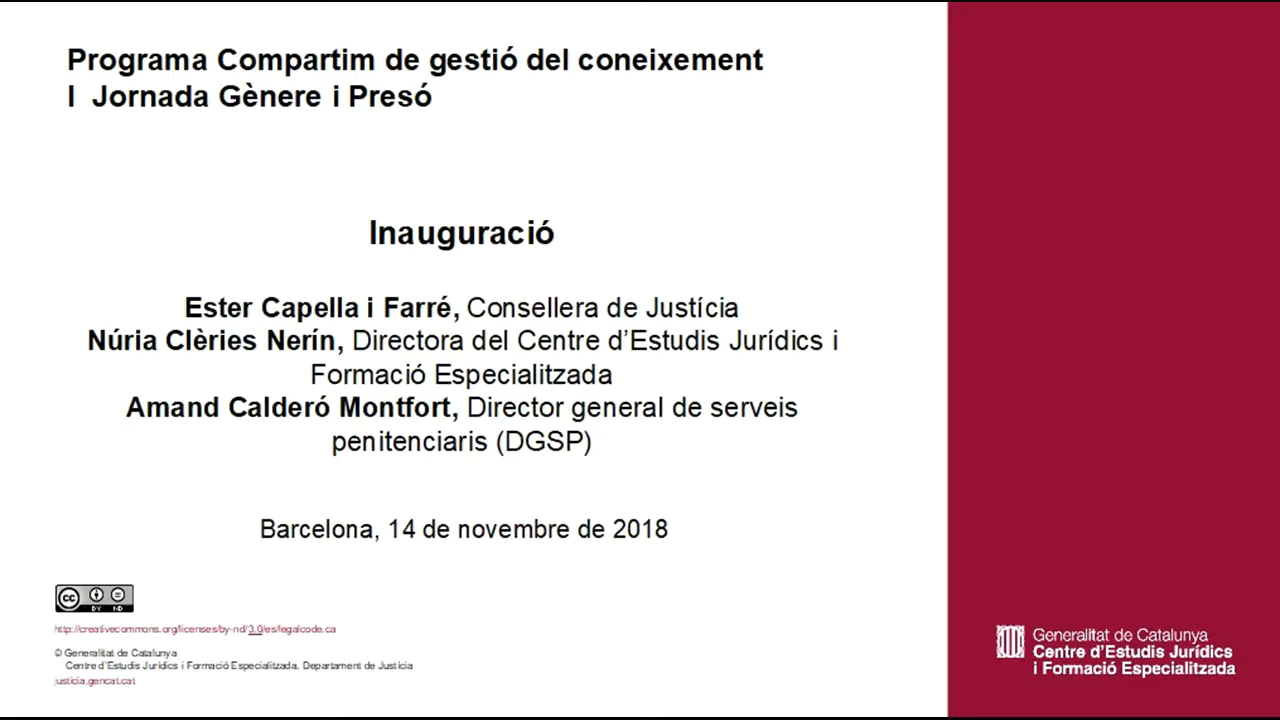 Programa Compartim de gestió del coneixement
I Jornada Gènere i Presó
Inauguració
Ester Capella i Farré, Consellera de Justícia
Núria Clèries Nerín, Directora del Centre d'Estudis Jurídics i
Formació Especialitzada
Amand Calderó Montfort, Director general de serveis
penitenciaris (DGSP)
Barcelona, 14 de novembre de 2018
cc
BY ND
http://creativecommons.org/licenses/by-nd/3.0/es/legalcode.ca
© Generalitat de Catalunya
Centre d'Estudis Jurídics i Formació Especialitzada. Departament de Justícia
justicia.gencat.cat
Generalitat de Catalunya
Centre d'Estudis Jurídics
i Formació Especialitzada